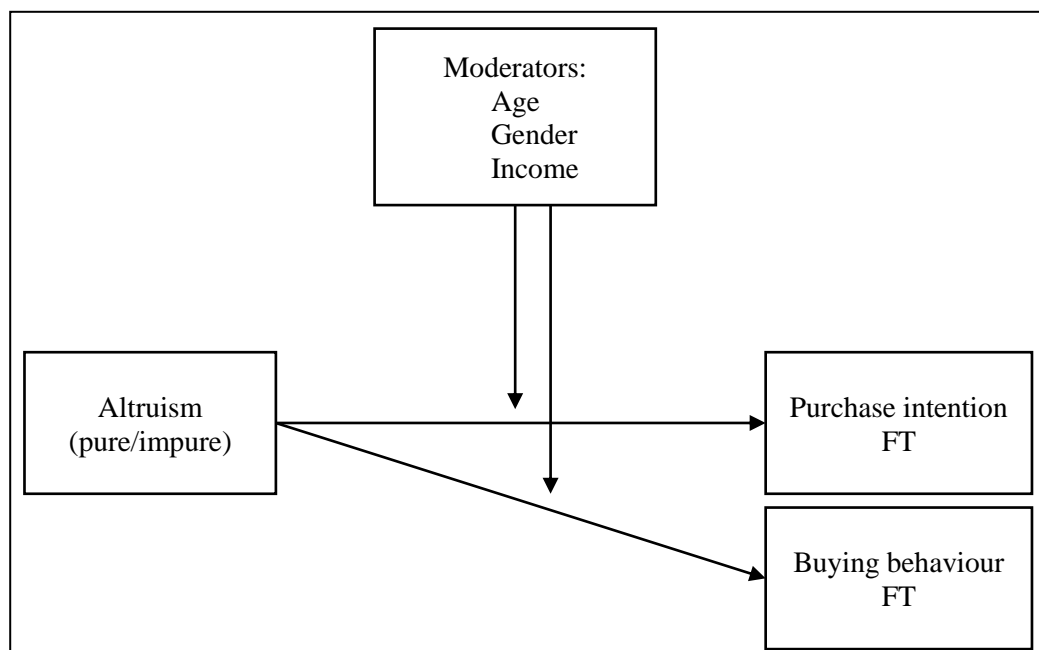 Moderators:
Age
Gender
Income
Altruism
(pure/impure)
Purchase intention
FT
Buying behaviour
FT